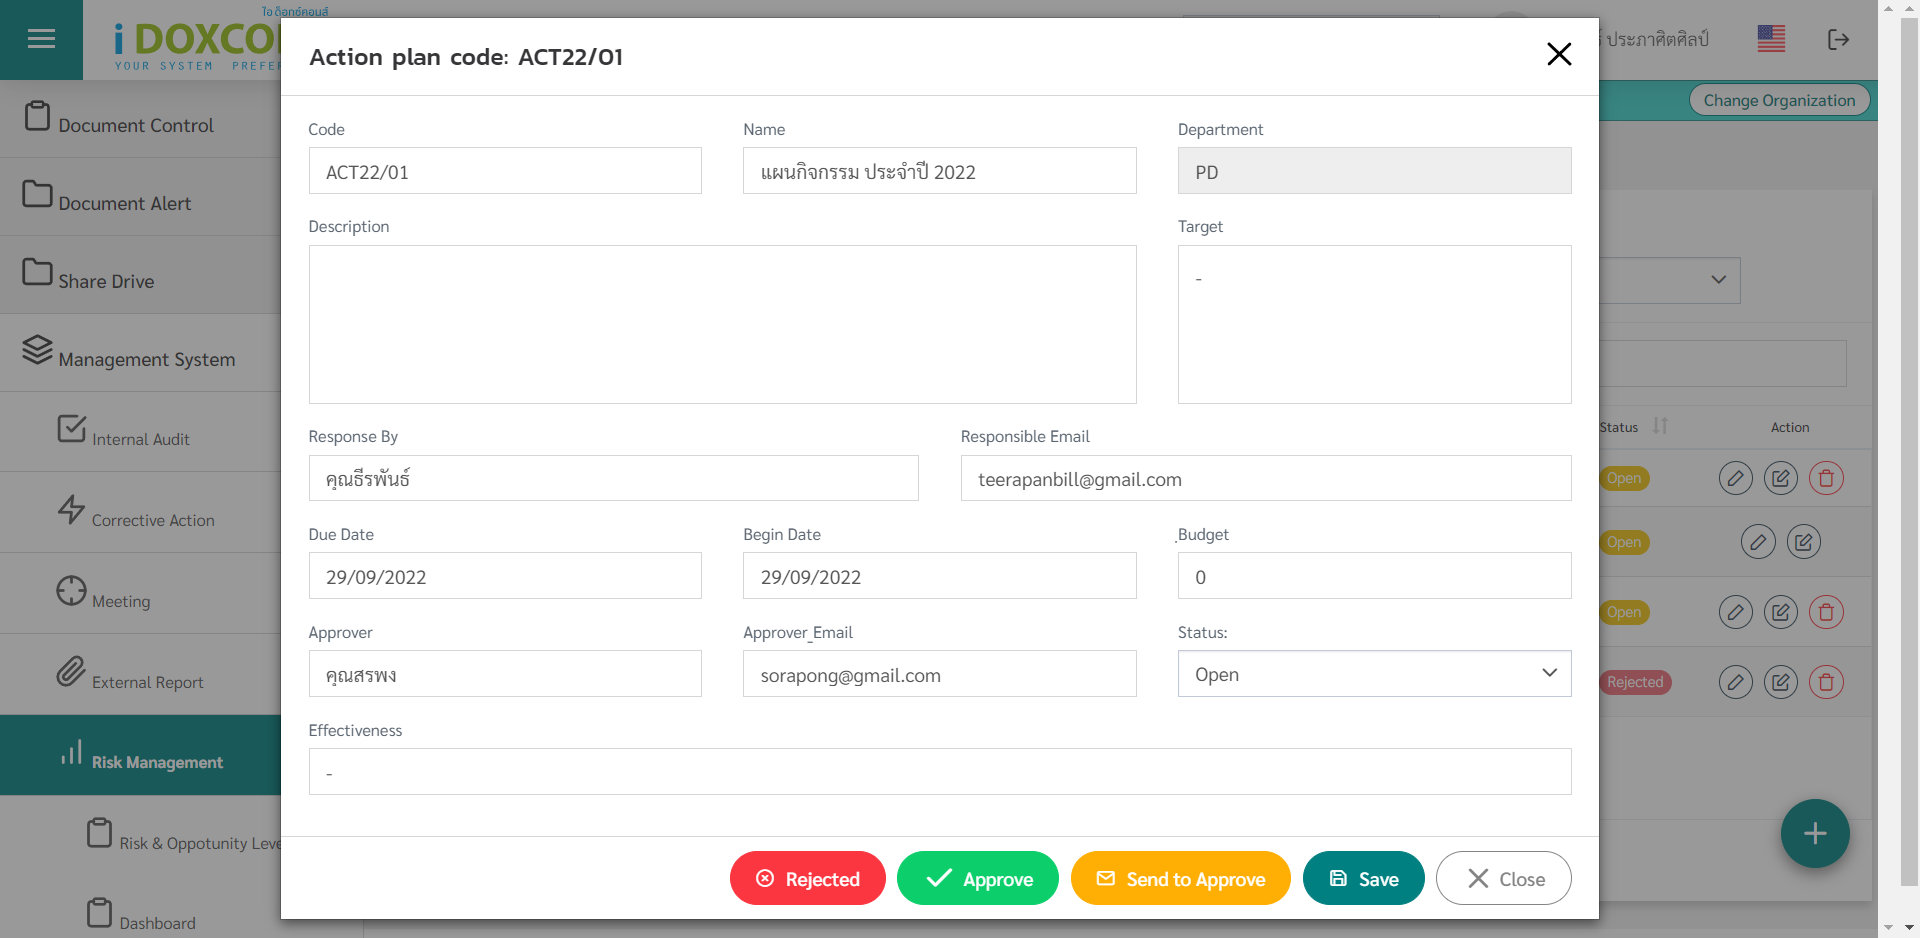 ไอด็อกซ์คอนส์
i DOXCO
YOUR SYSTEM PREFER
ประภาศิตศิลป์
Change Organization
Document Control
Document Alert
Share Drive
Management System
Internal Audit
Corrective Action
Meeting
External Report
Risk Management
Risk & Oppotunity Leve
Dashboard
Action plan code: ACT22/01
Code
Name
Department
ACT22/01
แผนกิจกรรม ประจำปี 2022
PD
Description
Target
-
Response By
Responsible Email
คุณธีรพันธ์
teerapanbill@gmail.com
Due Date
Begin Date
ฺBudget
29/09/2022
29/09/2022
0
Approver
Approver_Email
Status:
คุณสรพง
sorapong@gmail.com
Open
Effectiveness
-
Rejected
Approve
Send to Approve
Save
Close
Status
Action
Open
Open
Open
Rejected